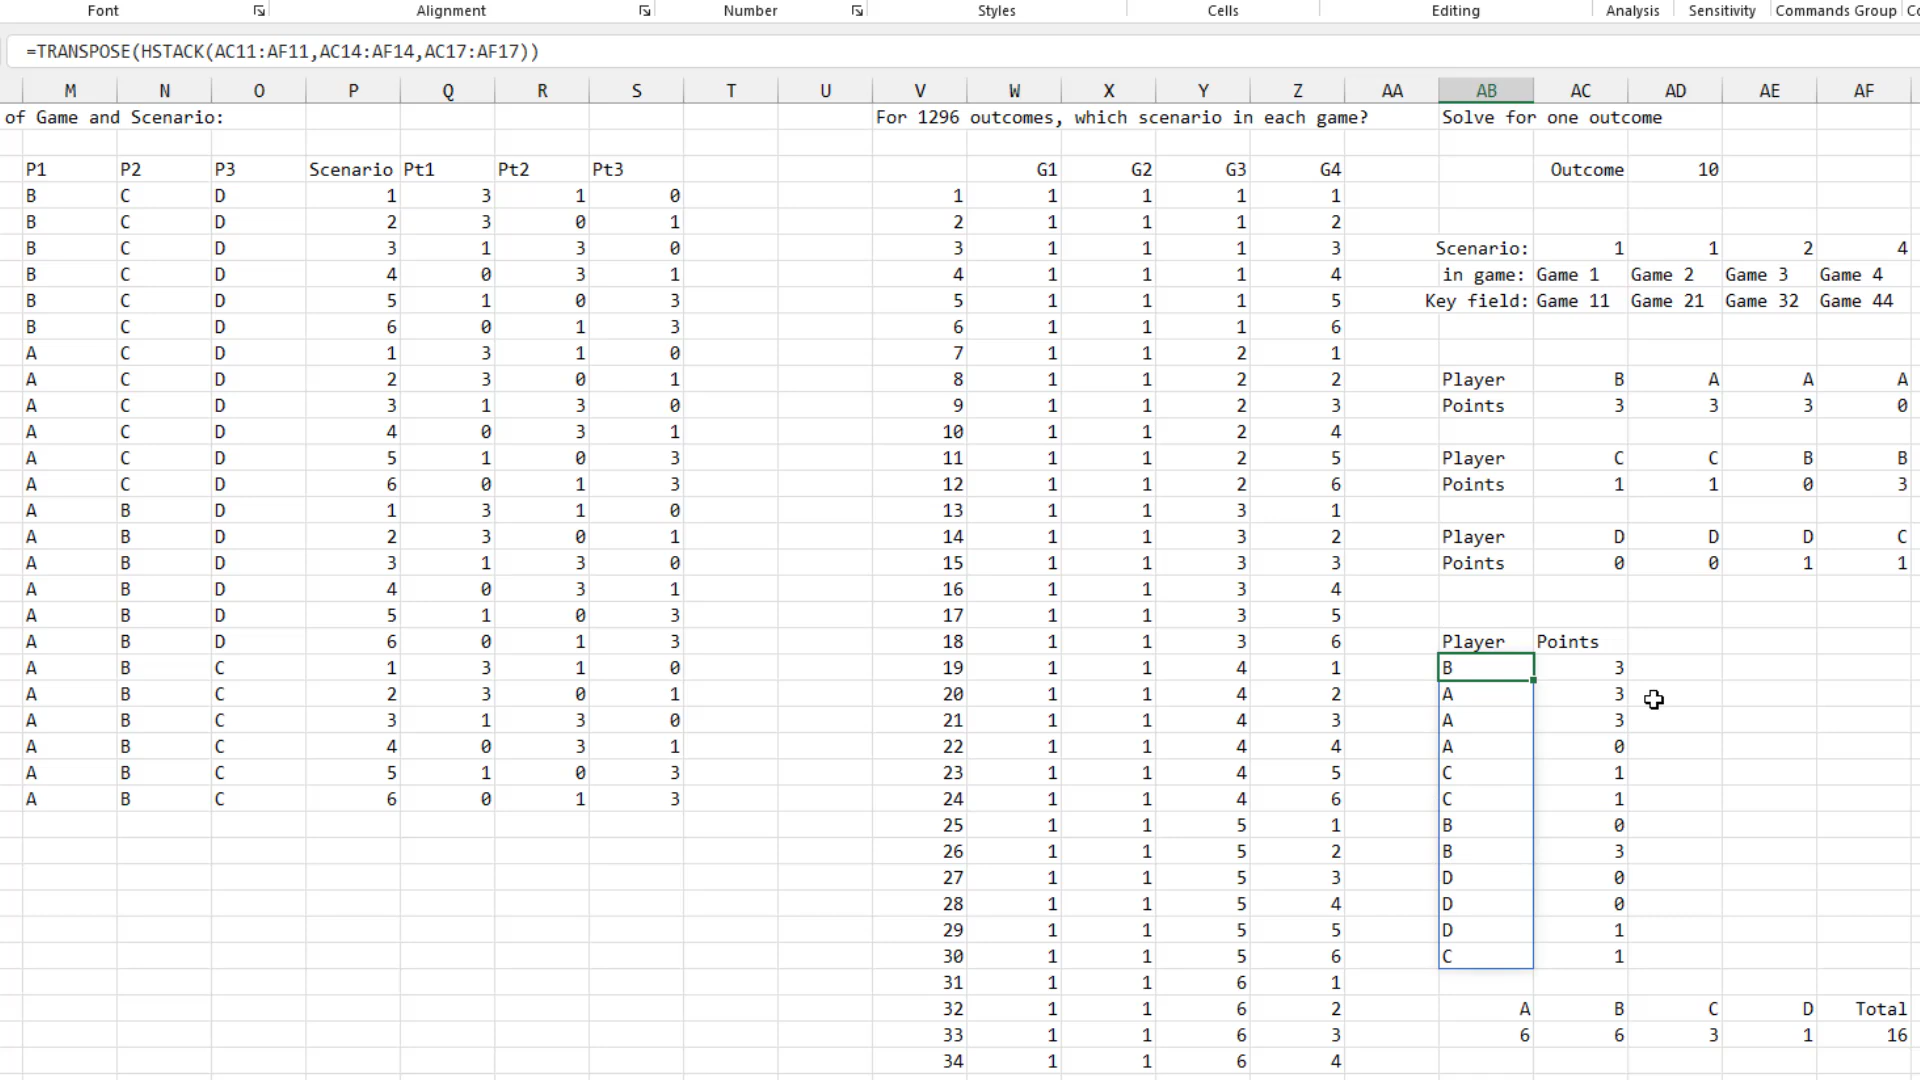 Font Alignment Number Styles Cells Editing Analysis Sensitivity Commands Group
=TRANSPOSE(HSTACK(AC11:AF11,AC14:AF14,AC17:AF17))
M N O P Q R S T U V W X Y Z AA AB AC AD AE AF
of Game and Scenario: For 1296 outcomes, which scenario in each game? Solve for one outcome
P1 P2 P3 Scenario Pt1 Pt2 Pt3 G1 G2 G3 G4 Outcome 10
B C D 1 3 1 0 1 1 1 1 1
B C D 2 3 0 1 2 1 1 1 2
B C D 3 1 3 0 3 1 1 1 3 Scenario: 1 1 2 4
B C D 4 0 3 1 4 1 1 1 4 in game: Game 1 Game 2 Game 3 Game 4
B C D 5 1 0 3 5 1 1 1 5 Key field: Game 11 Game 21 Game 32 Game 44
B C D 6 0 1 3 6 1 1 1 6
A C D 1 3 1 0 7 1 1 2 1
A C D 2 3 0 1 8 1 1 2 2 Player B A A A
A C D 3 1 3 0 9 1 1 2 3 Points 3 3 3 0
A C D 4 0 3 1 10 1 1 2 4
A C D 5 1 0 3 11 1 1 2 5 Player C C B B
A C D 6 0 1 3 12 1 1 2 6 Points 1 1 0 3
A B D 1 3 1 0 13 1 1 3 1
A B D 2 3 0 1 14 1 1 3 2 Player D D D C
A B D 3 1 3 0 15 1 1 3 3 Points 0 0 1 1
A B D 4 0 3 1 16 1 1 3 4
A B D 5 1 0 3 17 1 1 3 5
A B D 6 0 1 3 18 1 1 3 6 Player Points
A B C 1 3 1 0 19 1 1 4 1 B 3
A B C 2 3 0 1 20 1 1 4 2 A 3
A B C 3 1 3 0 21 1 1 4 3 A 3
A B C 4 0 3 1 22 1 1 4 4 A 0
A B C 5 1 0 3 23 1 1 4 5 C 1
A B C 6 0 1 3 24 1 1 4 6 C 1
25 1 1 5 1 B 0
26 1 1 5 2 B 3
27 1 1 5 3 D 0
28 1 1 5 4 D 0
29 1 1 5 5 D 1
30 1 1 5 6 C 1
31 1 1 6 1
32 1 1 6 2 A B C D Total
33 1 1 6 3 6 6 3 1 16
34 1 1 6 4